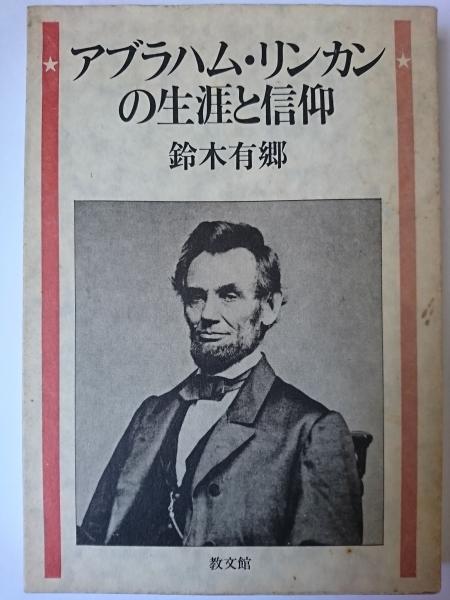 アブラハム・リンカン
の生涯と信仰
鈴木有郷
教文館